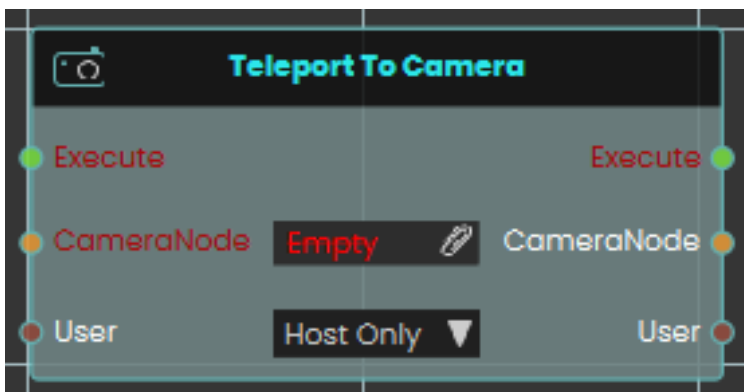 Teleport To Camera
Execute Execute
CameraNode Empty CameraNode
User Host Only User